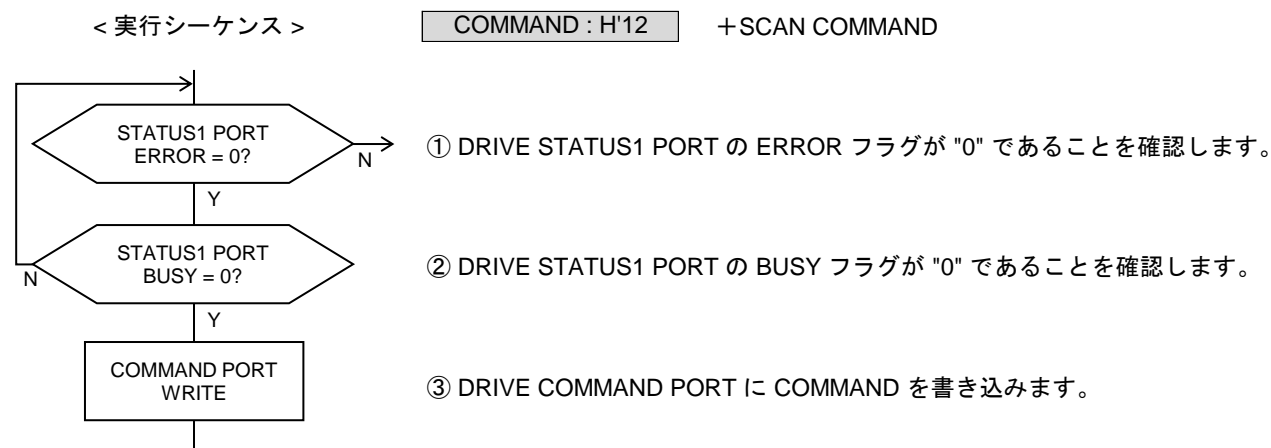 < 実行シーケンス >
COMMAND : H'12
＋SCAN COMMAND
STATUS1 PORT
ERROR = 0?
N
Y
① DRIVE STATUS1 PORT の ERROR フラグが "0" であることを確認します。
STATUS1 PORT
BUSY = 0?
N
Y
② DRIVE STATUS1 PORT の BUSY フラグが "0" であることを確認します。
COMMAND PORT
WRITE
③ DRIVE COMMAND PORT に COMMAND を書き込みます。